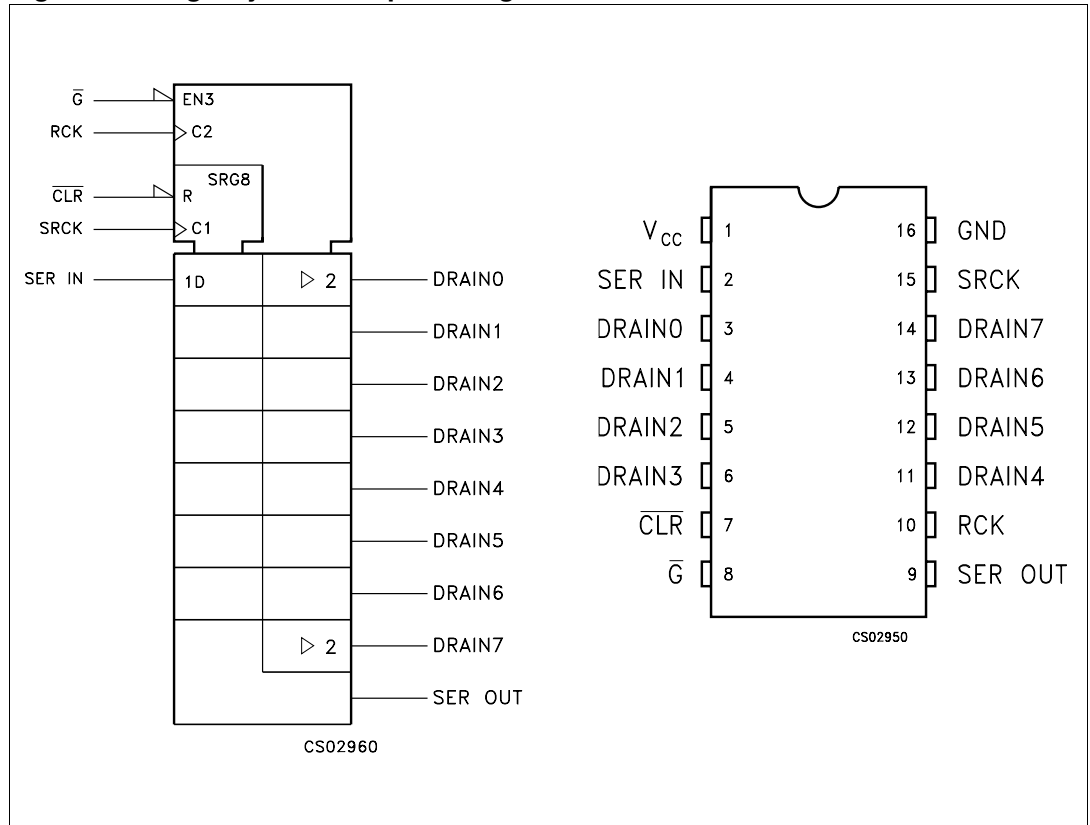 G̅ EN3
RCK C2
SRG8
C̅L̅R̅ R
SRCK C1
SER IN 1D 2 DRAIN0
DRAIN1
DRAIN2
DRAIN3
DRAIN4
DRAIN5
DRAIN6
2 DRAIN7
SER OUT
CS02960
VCC 1 16 GND
SER IN 2 15 SRCK
DRAIN0 3 14 DRAIN7
DRAIN1 4 13 DRAIN6
DRAIN2 5 12 DRAIN5
DRAIN3 6 11 DRAIN4
C̅L̅R̅ 7 10 RCK
G̅ 8 9 SER OUT
CS02950